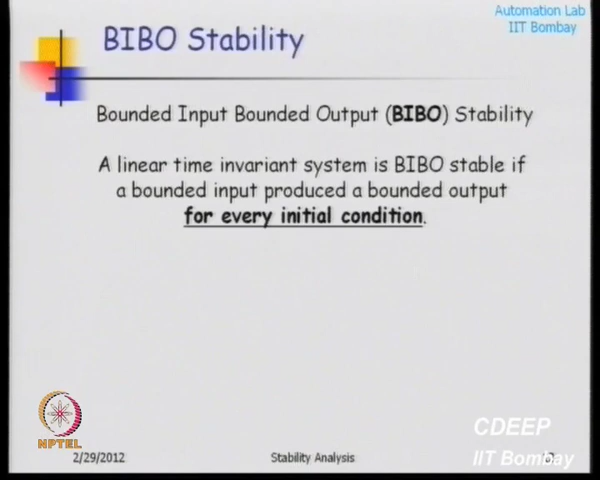 Automation Lab
IIT Bombay
BIBO Stability
Bounded Input Bounded Output (BIBO) Stability
A linear time invariant system is BIBO stable if
a bounded input produced a bounded output
for every initial condition.
NPTEL
CDEEP
2/29/2012
Stability Analysis
IIT Bombay